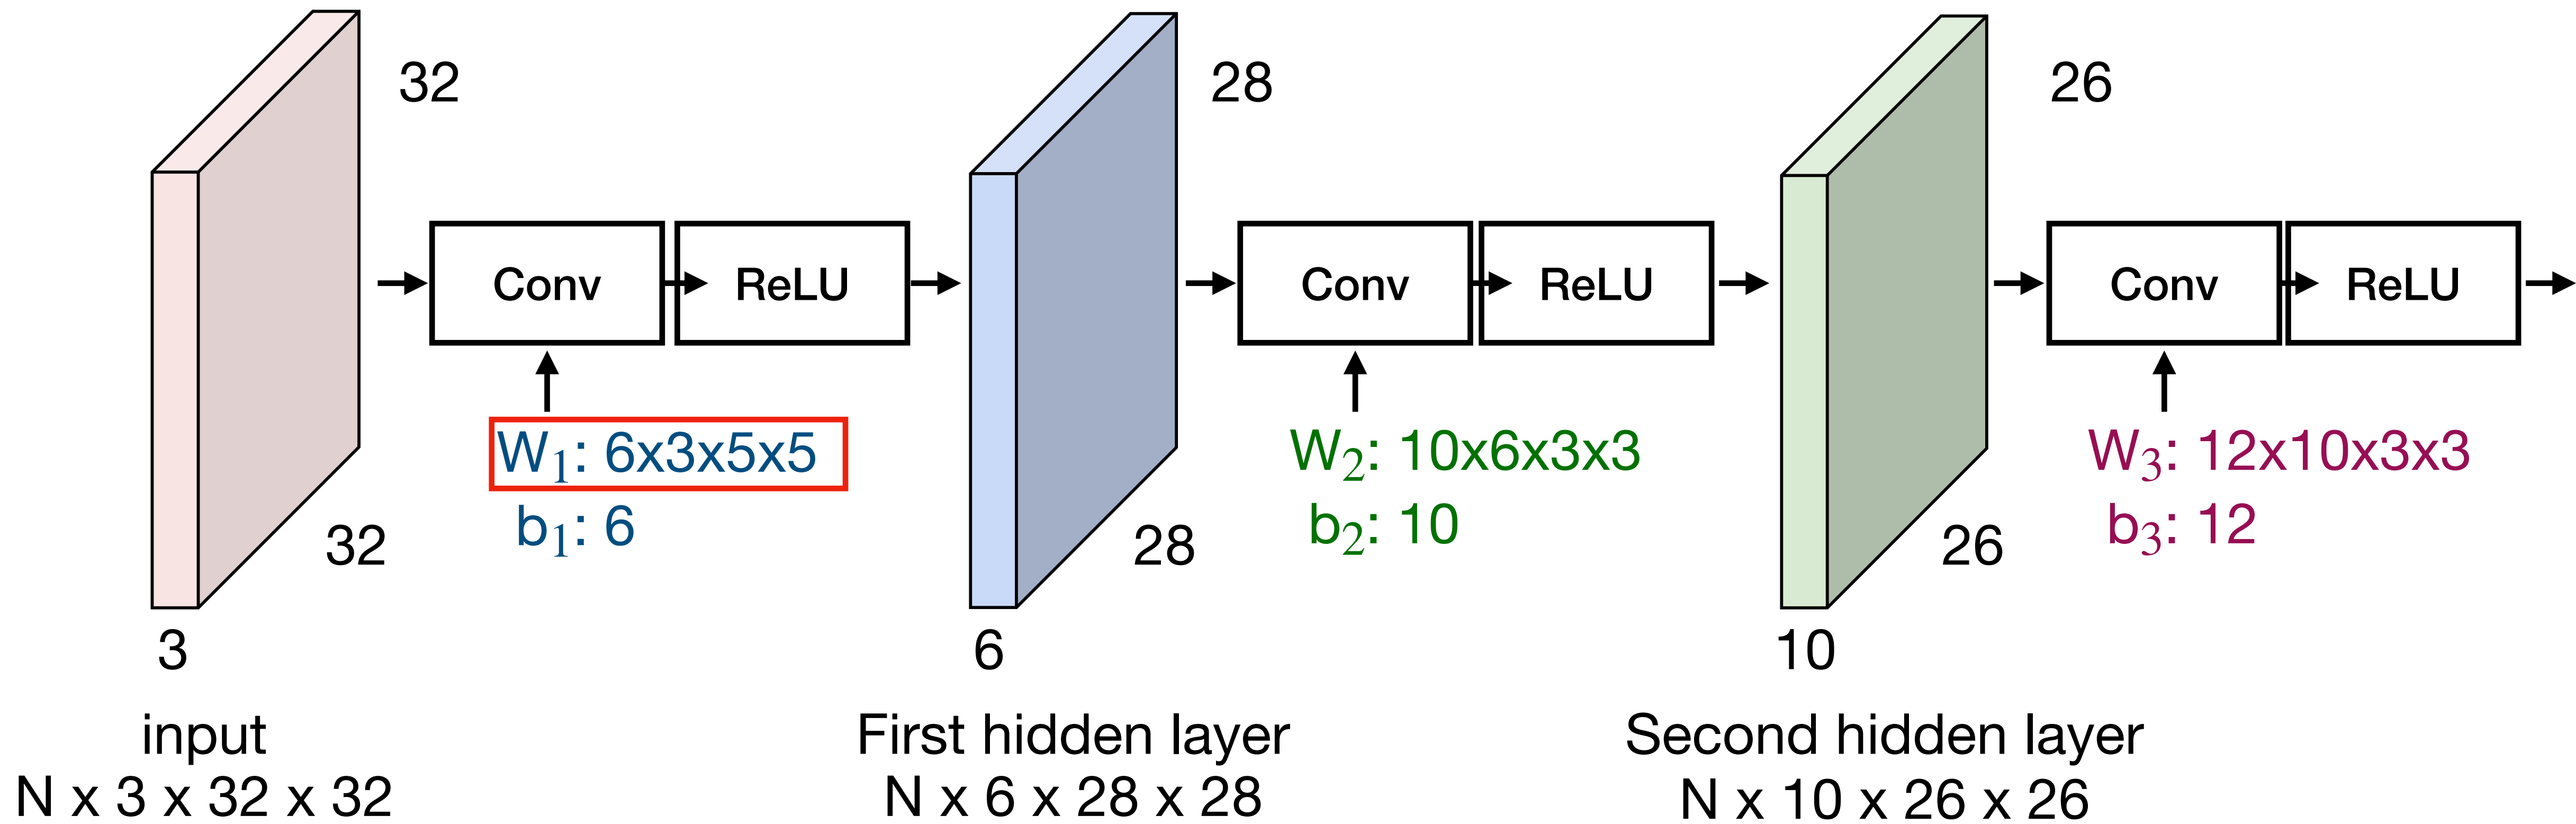 32
28
26
Conv
ReLU
Conv
ReLU
Conv
ReLU
W₁: 6x3x5x5
b₁: 6
W₂: 10x6x3x3
b₂: 10
W₃: 12x10x3x3
b₃: 12
32
28
26
3
6
10
input
N x 3 x 32 x 32
First hidden layer
N x 6 x 28 x 28
Second hidden layer
N x 10 x 26 x 26